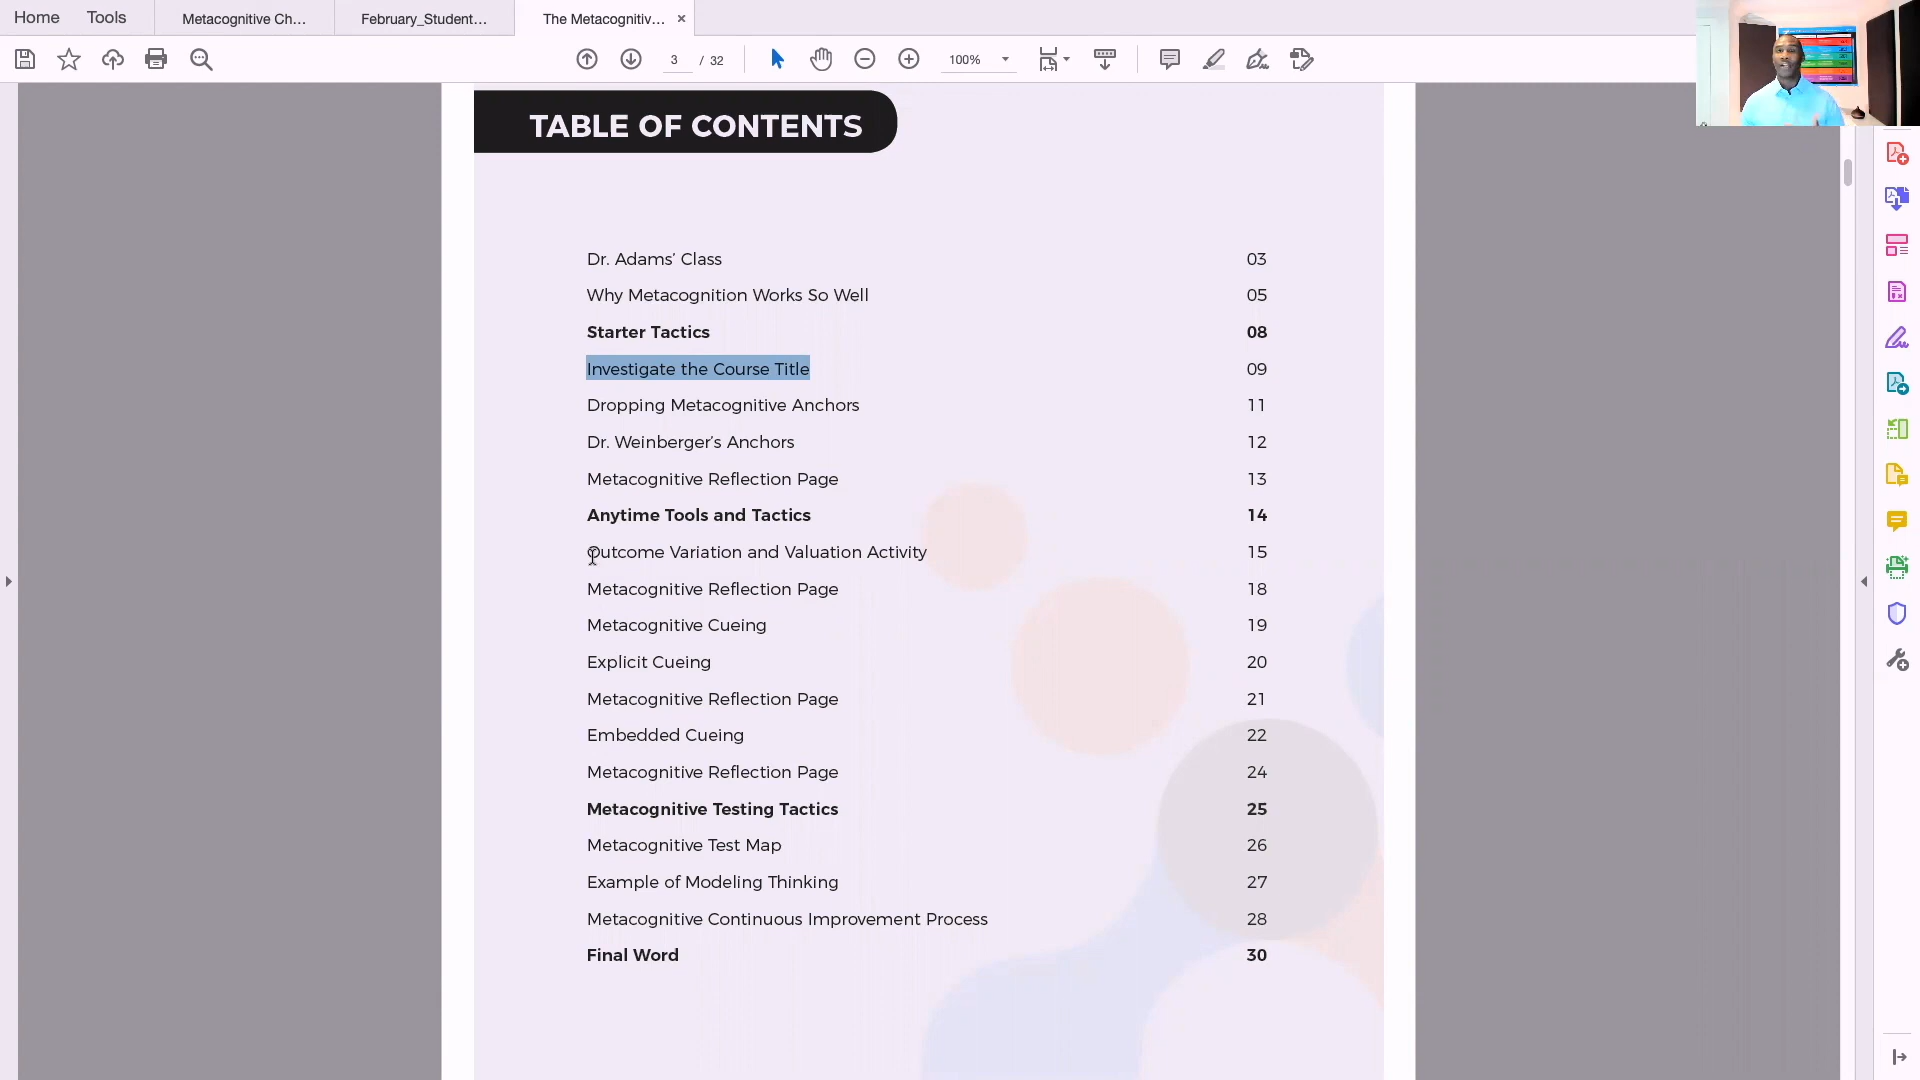 Home Tools Metacognitive Ch... February_Student... The Metacognitiv...
3 / 32 100%
TABLE OF CONTENTS
Dr. Adams' Class 03
Why Metacognition Works So Well 05
Starter Tactics 08
Investigate the Course Title 09
Dropping Metacognitive Anchors 11
Dr. Weinberger's Anchors 12
Metacognitive Reflection Page 13
Anytime Tools and Tactics 14
Outcome Variation and Valuation Activity 15
Metacognitive Reflection Page 18
Metacognitive Cueing 19
Explicit Cueing 20
Metacognitive Reflection Page 21
Embedded Cueing 22
Metacognitive Reflection Page 24
Metacognitive Testing Tactics 25
Metacognitive Test Map 26
Example of Modeling Thinking 27
Metacognitive Continuous Improvement Process 28
Final Word 30